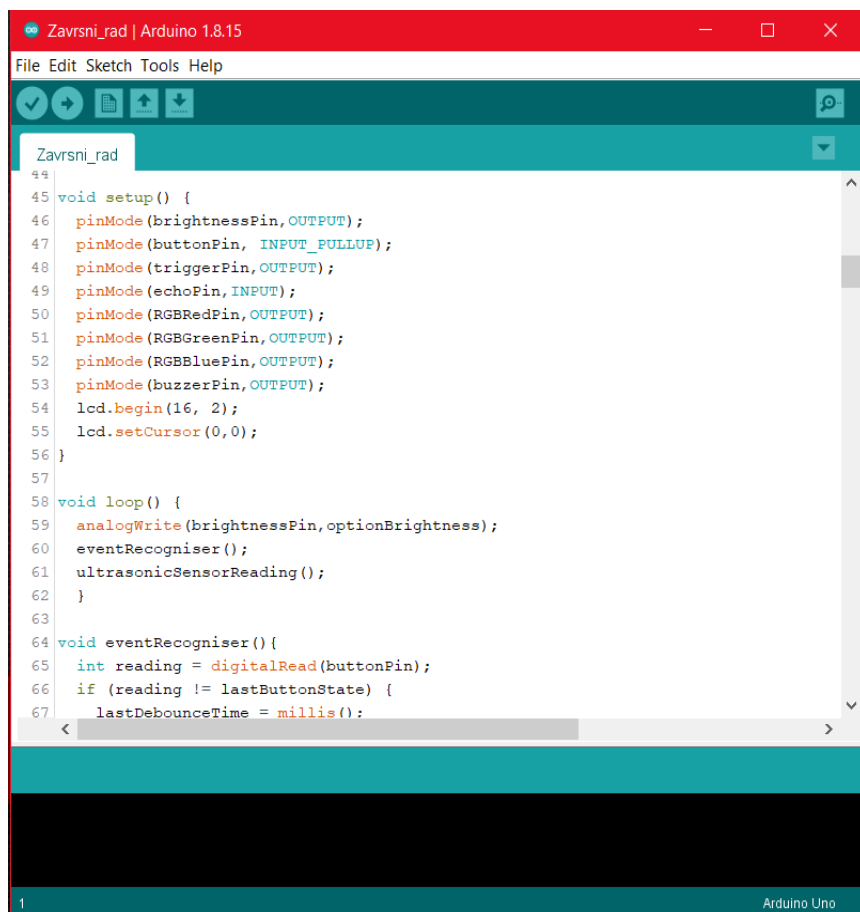 Zavrsni_rad | Arduino 1.8.15
File Edit Sketch Tools Help
Zavrsni_rad
44
45 void setup() {
46   pinMode(brightnessPin,OUTPUT);
47   pinMode(buttonPin, INPUT_PULLUP);
48   pinMode(triggerPin,OUTPUT);
49   pinMode(echoPin,INPUT);
50   pinMode(RGBRedPin,OUTPUT);
51   pinMode(RGBGreenPin,OUTPUT);
52   pinMode(RGBBluePin,OUTPUT);
53   pinMode(buzzerPin,OUTPUT);
54   lcd.begin(16, 2);
55   lcd.setCursor(0,0);
56 }
57
58 void loop() {
59   analogWrite(brightnessPin,optionBrightness);
60   eventRecogniser();
61   ultrasonicSensorReading();
62   }
63
64 void eventRecogniser(){
65   int reading = digitalRead(buttonPin);
66   if (reading != lastButtonState) {
67     lastDebounceTime = millis();
1 Arduino Uno